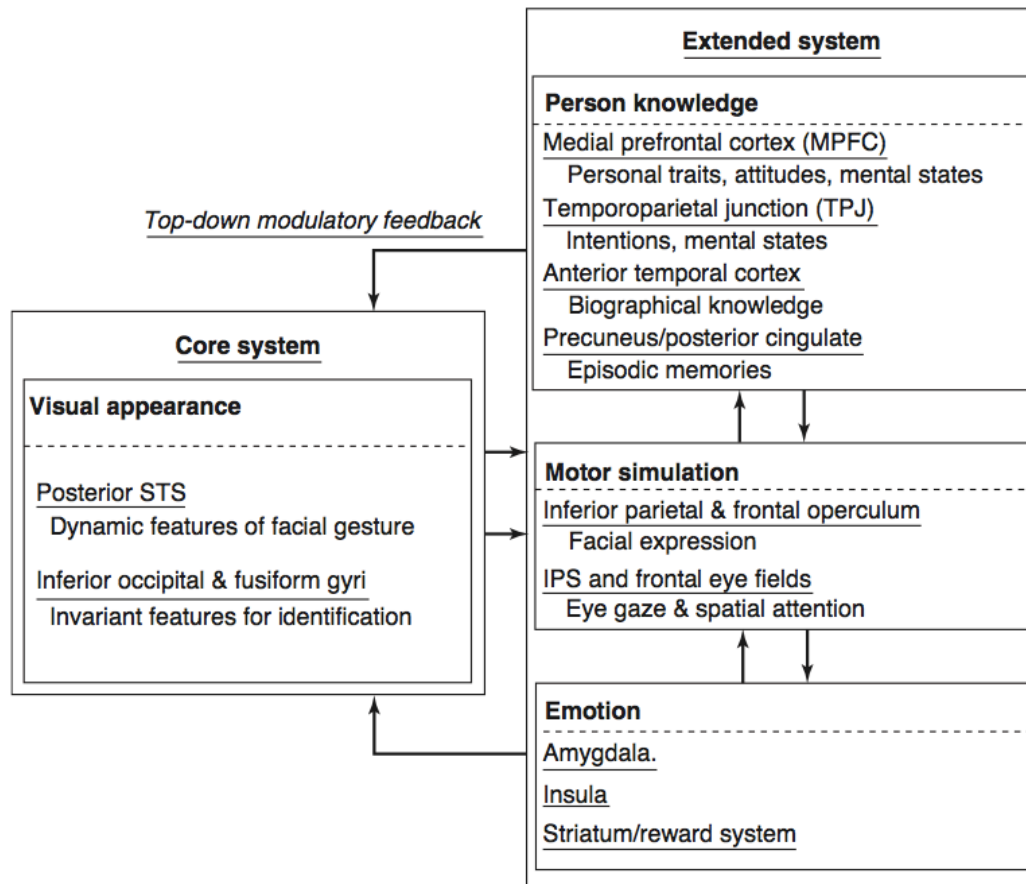 Extended system
Person knowledge
Medial prefrontal cortex (MPFC)
Personal traits, attitudes, mental states
Temporoparietal junction (TPJ)
Intentions, mental states
Anterior temporal cortex
Biographical knowledge
Precuneus/posterior cingulate
Episodic memories
Top-down modulatory feedback
Core system
Visual appearance
Posterior STS
Dynamic features of facial gesture
Inferior occipital & fusiform gyri
Invariant features for identification
Motor simulation
Inferior parietal & frontal operculum
Facial expression
IPS and frontal eye fields
Eye gaze & spatial attention
Emotion
Amygdala.
Insula
Striatum/reward system